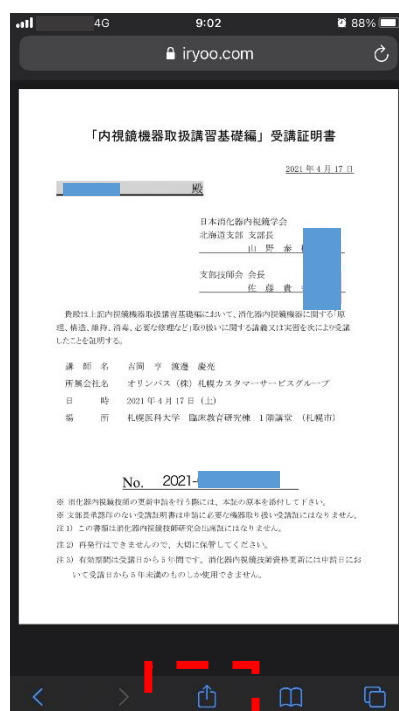 4G 9:02 88%
iryoo.com
「内視鏡機器取扱講習基礎編」受講証明書
2021 年 4 月 17 日
殿
日本消化器内視鏡学会
北海道支部 支部長
山 野 泰
支部技師会 会長
佐 藤 貴
貴殿は上記内視鏡機器取扱講習基礎編において、消化器内視鏡機器に関する「原
理、構造、維持、消毒、必要な修理など」取り扱いに関する講義又は実習を次により受講
したことを証明する。
講 師 名 吉岡 亨 渡邊 慶亮
所属会社名 オリンパス（株）札幌カスタマーサービスグループ
日 時 2021 年 4 月 17 日（土）
場 所 札幌医科大学 臨床教育研究棟 1 階講堂 （札幌市）
No. 2021-
※ 消化器内視鏡技師の更新申請を行う際には、本証の原本を添付して下さい。
※ 支部長承認印のない受講証明書は申請に必要な機器取り扱い受講証にはなりません。
注 1）この書類は消化器内視鏡技師研究会出席証にはなりません。
注 2）再発行はできませんので、大切に保管してください。
注 3）有効期間は受講日から 5 年間です。消化器内視鏡技師資格更新には申請日にお
いて受講日から 5 年未満のものしか使用できません。